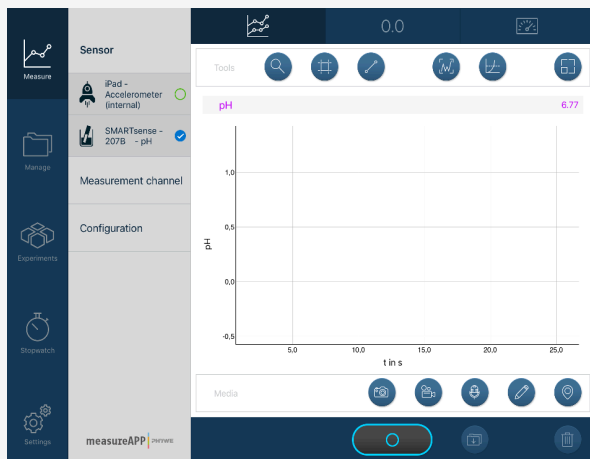 0.0
Measure
Sensor
iPad -
Accelerometer
(internal)
SMARTsense -
207B - pH
Measurement channel
Configuration
Manage
Experiments
Stopwatch
Settings
measureAPP PHYWE
Tools
pH 6.77
1,0
0,5
0,0
-0,5
pH
5,0 10,0 15,0 20,0 25,0
t in s
Media